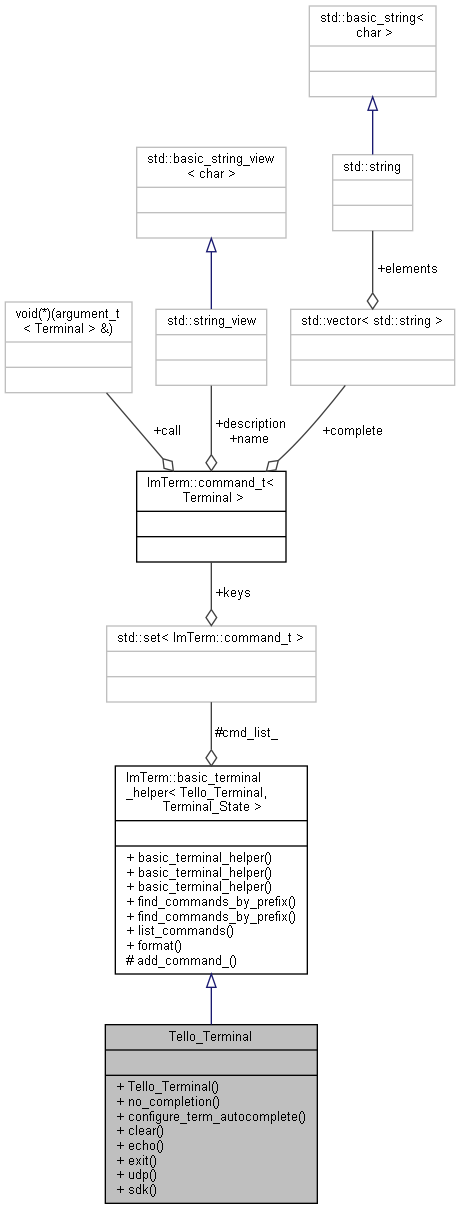 std::basic_string<
char >
std::basic_string_view
< char >
std::string
+elements
void(*)(argument_t
< Terminal > &)
std::string_view
std::vector< std::string >
+call
+description
+name
+complete
ImTerm::command_t<
Terminal >
+keys
std::set< ImTerm::command_t >
#cmd_list_
ImTerm::basic_terminal
_helper< Tello_Terminal,
Terminal_State >
+ basic_terminal_helper()
+ basic_terminal_helper()
+ basic_terminal_helper()
+ find_commands_by_prefix()
+ find_commands_by_prefix()
+ list_commands()
+ format()
# add_command_()
Tello_Terminal
+ Tello_Terminal()
+ no_completion()
+ configure_term_autocomplete()
+ clear()
+ echo()
+ exit()
+ udp()
+ sdk()